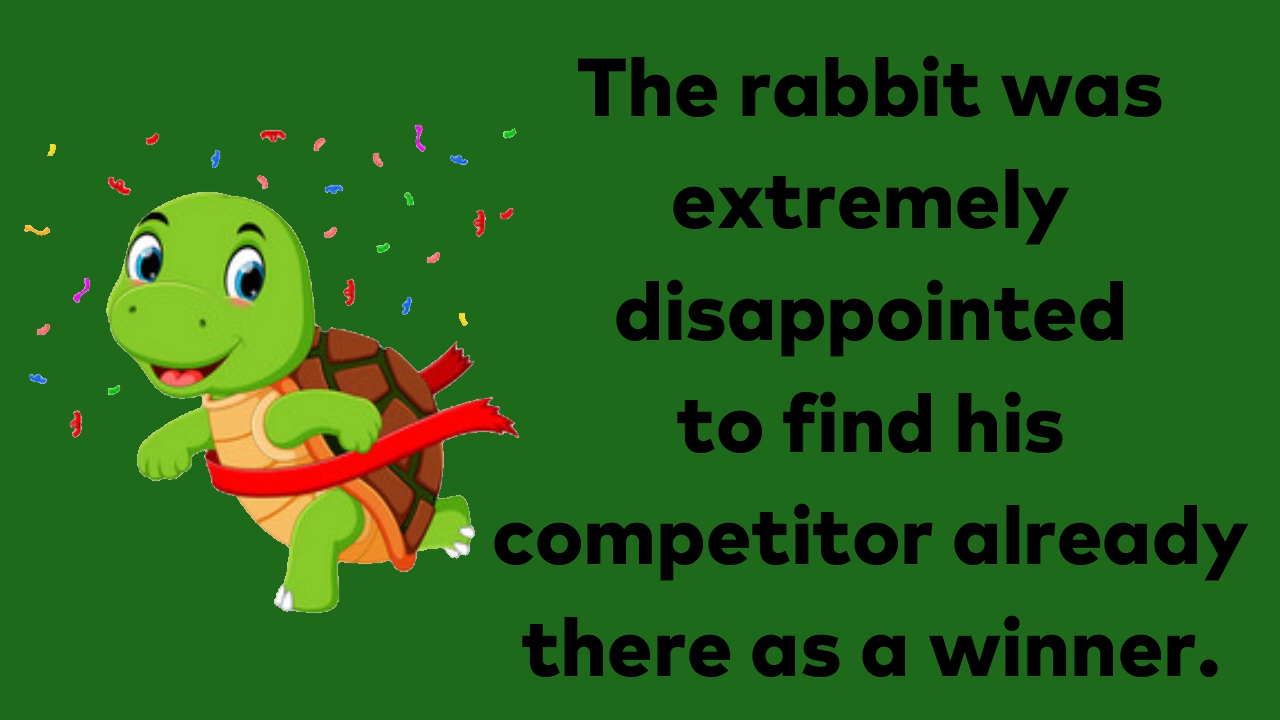 The rabbit was
extremely
disappointed
to find his
competitor already
there as a winner.